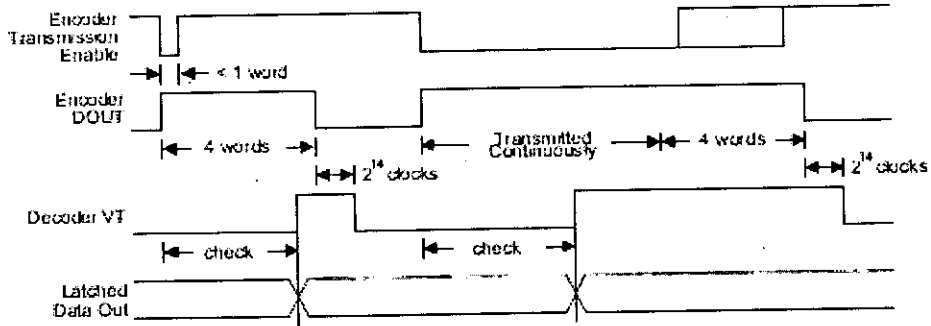 Encoder
Transmission
Enable
< 1 word
Encoder
DOUT
4 words
Transmitted
Continuously
4 words
2^14 clocks
2^14 clocks
Decoder VT
check
check
Latched
Data Out